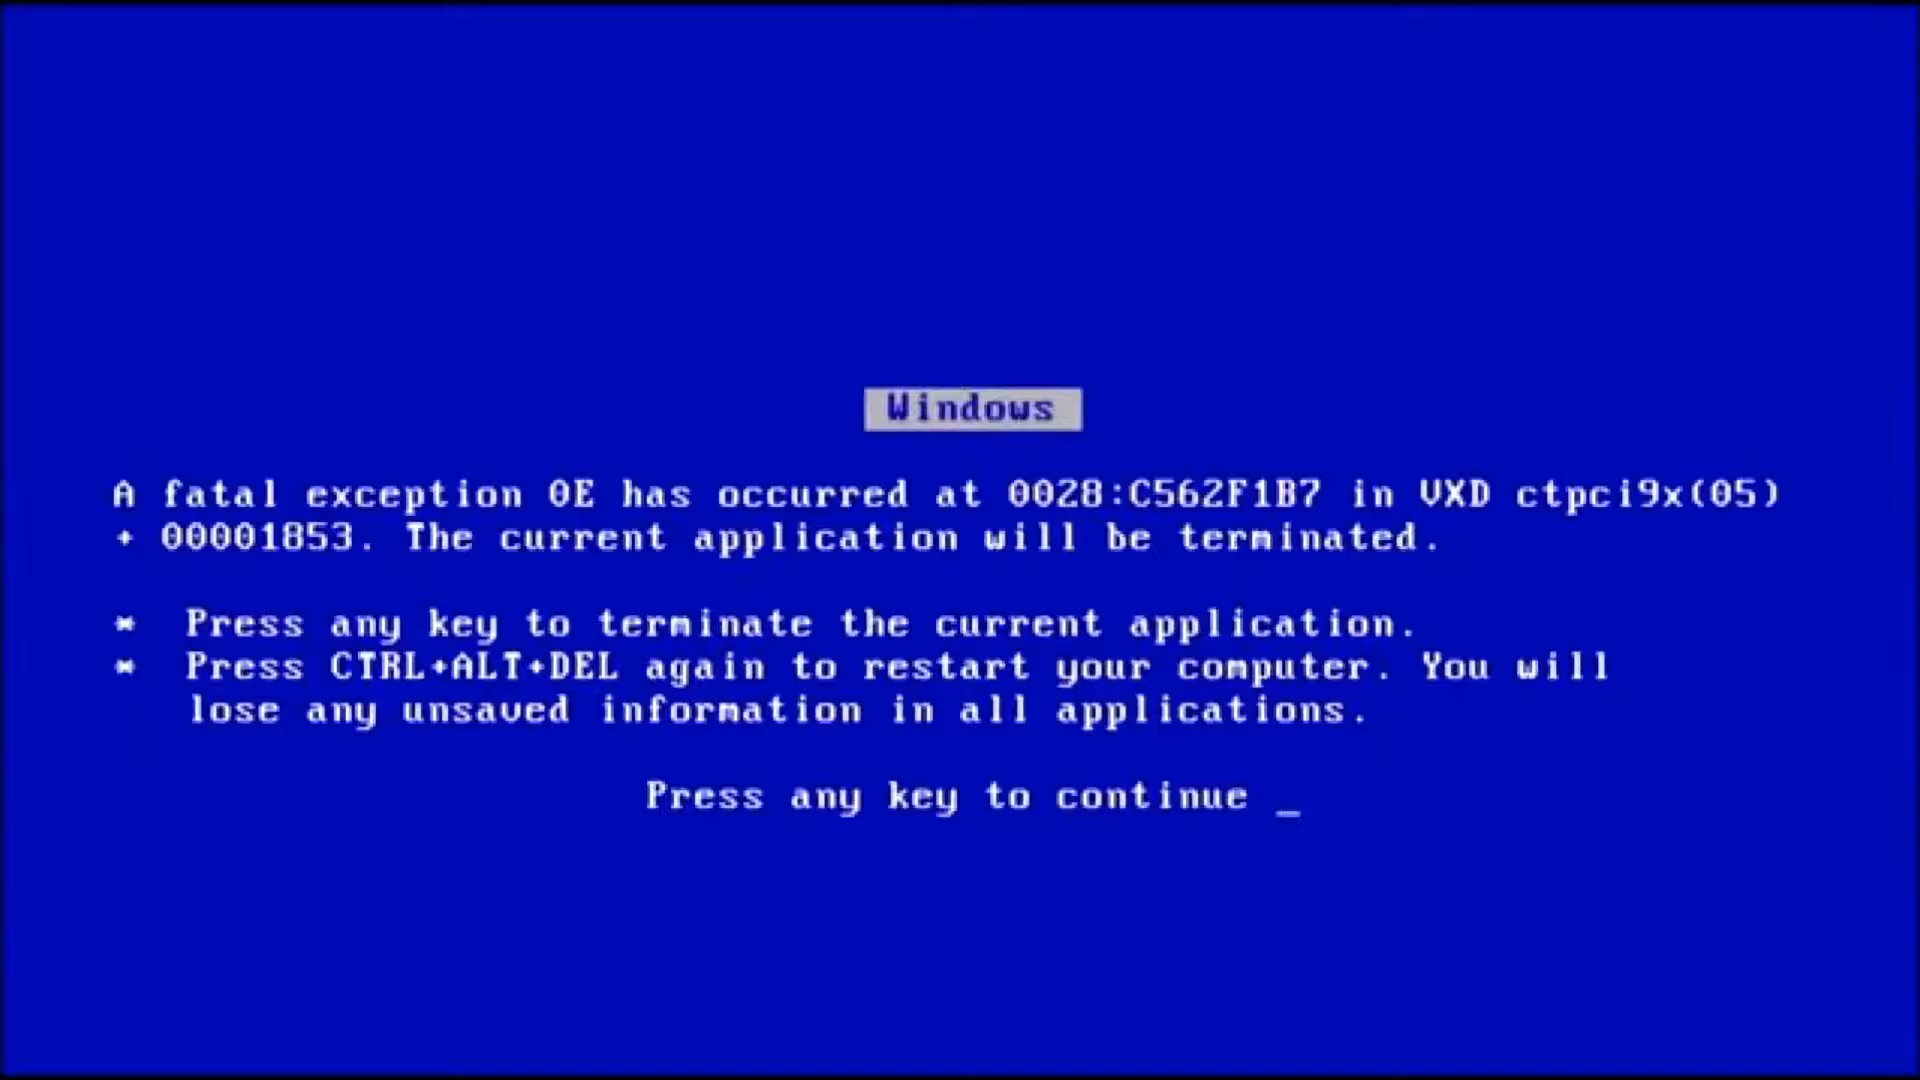 Windows
A fatal exception 0E has occurred at 0028:C562F1B7 in VXD ctpci9x(05)
+ 00001853. The current application will be terminated.
* Press any key to terminate the current application.
* Press CTRL+ALT+DEL again to restart your computer. You will
lose any unsaved information in all applications.
Press any key to continue _